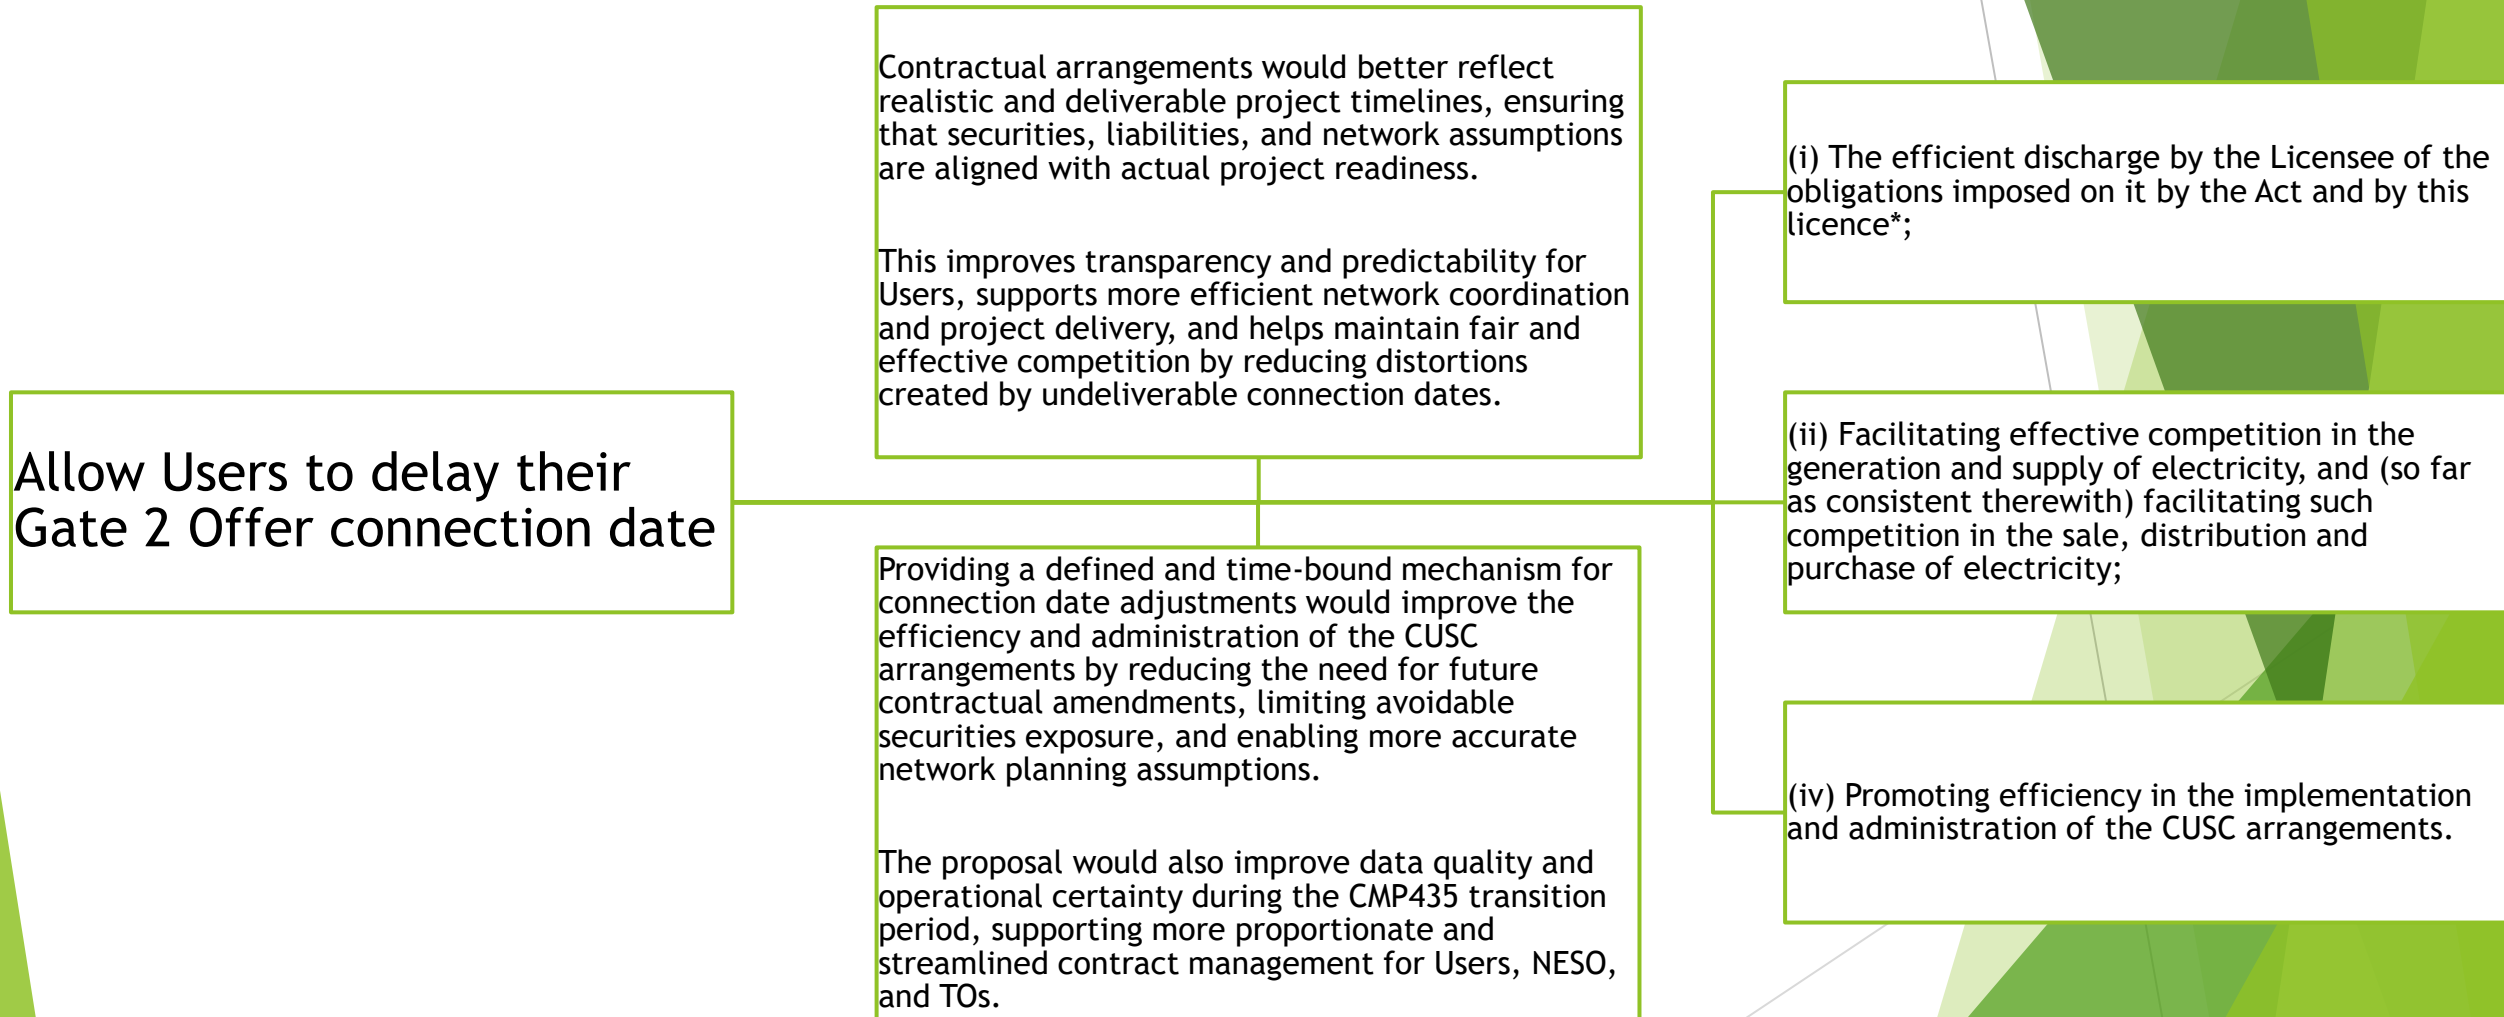 Allow Users to delay their
Gate 2 Offer connection date
Contractual arrangements would better reflect
realistic and deliverable project timelines, ensuring
that securities, liabilities, and network assumptions
are aligned with actual project readiness.
This improves transparency and predictability for
Users, supports more efficient network coordination
and project delivery, and helps maintain fair and
effective competition by reducing distortions
created by undeliverable connection dates.
Providing a defined and time-bound mechanism for
connection date adjustments would improve the
efficiency and administration of the CUSC
arrangements by reducing the need for future
contractual amendments, limiting avoidable
securities exposure, and enabling more accurate
network planning assumptions.
The proposal would also improve data quality and
operational certainty during the CMP435 transition
period, supporting more proportionate and
streamlined contract management for Users, NESO,
and TOs.
(i) The efficient discharge by the Licensee of the
obligations imposed on it by the Act and by this
licence*;
(ii) Facilitating effective competition in the
generation and supply of electricity, and (so far
as consistent therewith) facilitating such
competition in the sale, distribution and
purchase of electricity;
(iv) Promoting efficiency in the implementation
and administration of the CUSC arrangements.